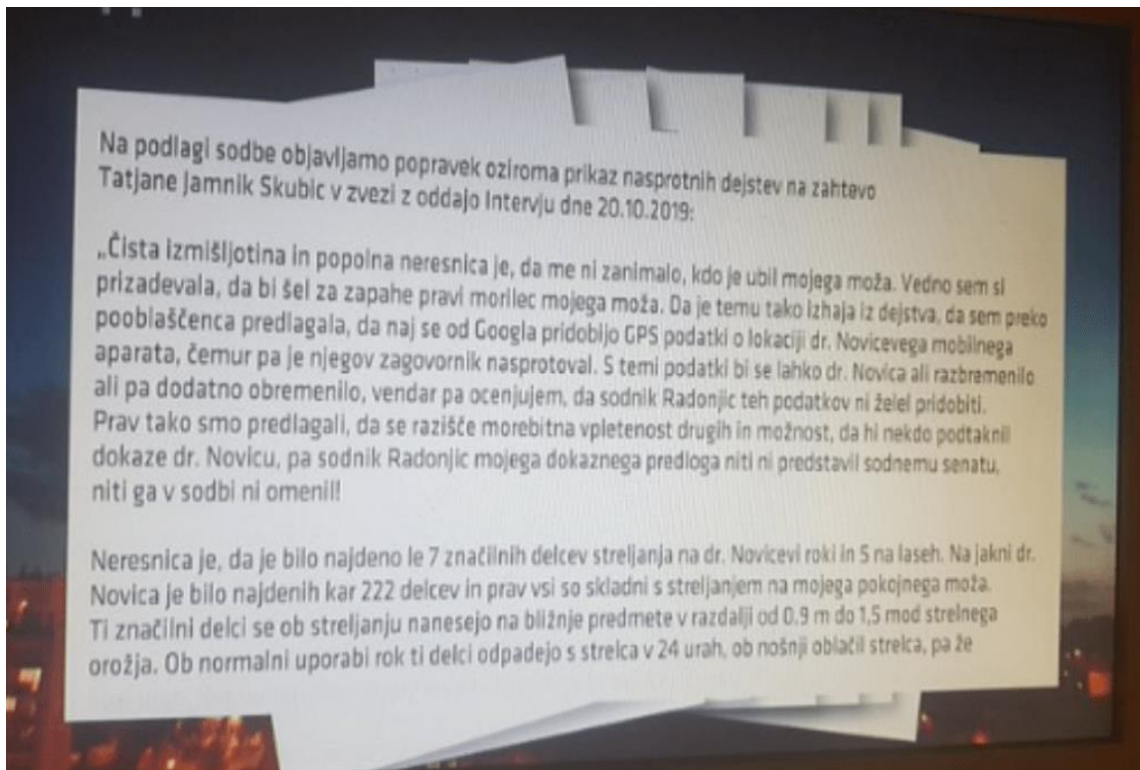 Na podlagi sodbe objavljamo popravek oziroma prikaz nasprotnih dejstev na zahtevo
Tatjane Jamnik Skubic v zvezi z oddajo Intervju dne 20.10.2019:
„Čista izmišljotina in popolna neresnica je, da me ni zanimalo, kdo je ubil mojega moža. Vedno sem si
prizadevala, da bi šel za zapahe pravi morilec mojega moža. Da je temu tako izhaja iz dejstva, da sem preko
pooblaščenca predlagala, da naj se od Googla pridobijo GPS podatki o lokaciji dr. Novicevega mobilnega
aparata, čemur pa je njegov zagovornik nasprotoval. S temi podatki bi se lahko dr. Novica ali razbremenilo
ali pa dodatno obremenilo, vendar pa ocenjujem, da sodnik Radonjic teh podatkov ni želel pridobiti.
Prav tako smo predlagali, da se razišče morebitna vpletenost drugih in možnost, da hi nekdo podtaknil
dokaze dr. Novicu, pa sodnik Radonjic mojega dokaznega predloga niti ni predstavil sodnemu senatu,
niti ga v sodbi ni omenil!
Neresnica je, da je bilo najdeno le 7 značilnih delcev streljanja na dr. Novicevi roki in 5 na laseh. Na jakni dr.
Novica je bilo najdenih kar 222 delcev in prav vsi so skladni s streljanjem na mojega pokojnega moža.
Ti značilni delci se ob streljanju nanesejo na bližnje predmete v razdalji od 0.9 m do 1,5 mod strelnega
orožja. Ob normalni uporabi rok ti delci odpadejo s strelca v 24 urah, ob nošnji oblačil strelca, pa že